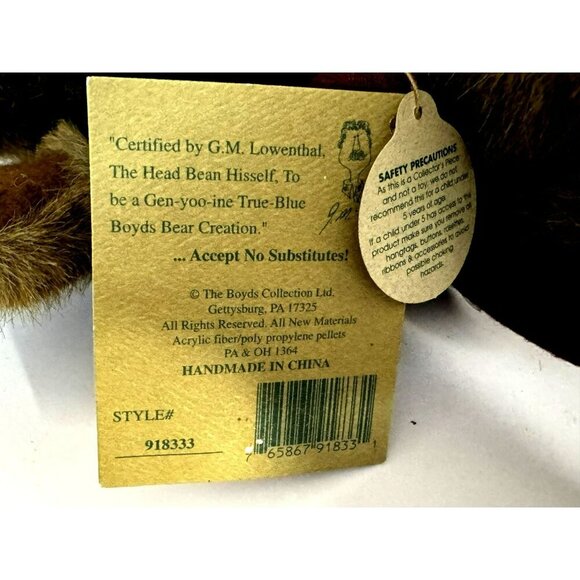 "Certified by G.M. Lowenthal,
The Head Bean Hisself, To
be a Gen-yoo-ine True-Blue
Boyds Bear Creation."
... Accept No Substitutes!
© The Boyds Collection Ltd.
Gettysburg, PA 17325
All Rights Reserved. All New Materials
Acrylic fiber/poly propylene pellets
PA & OH 1364
HANDMADE IN CHINA
STYLE#
918333
7 65867 91833 1
SAFETY PRECAUTIONS
As this is a Collector's Piece
and not a toy, we do not
recommend this for a child under
5 years of age.
If a child under 5 has access to this
product make sure you remove all
hangtags, buttons, rosettes,
ribbons & accessories to avoid
possible choking
hazards.